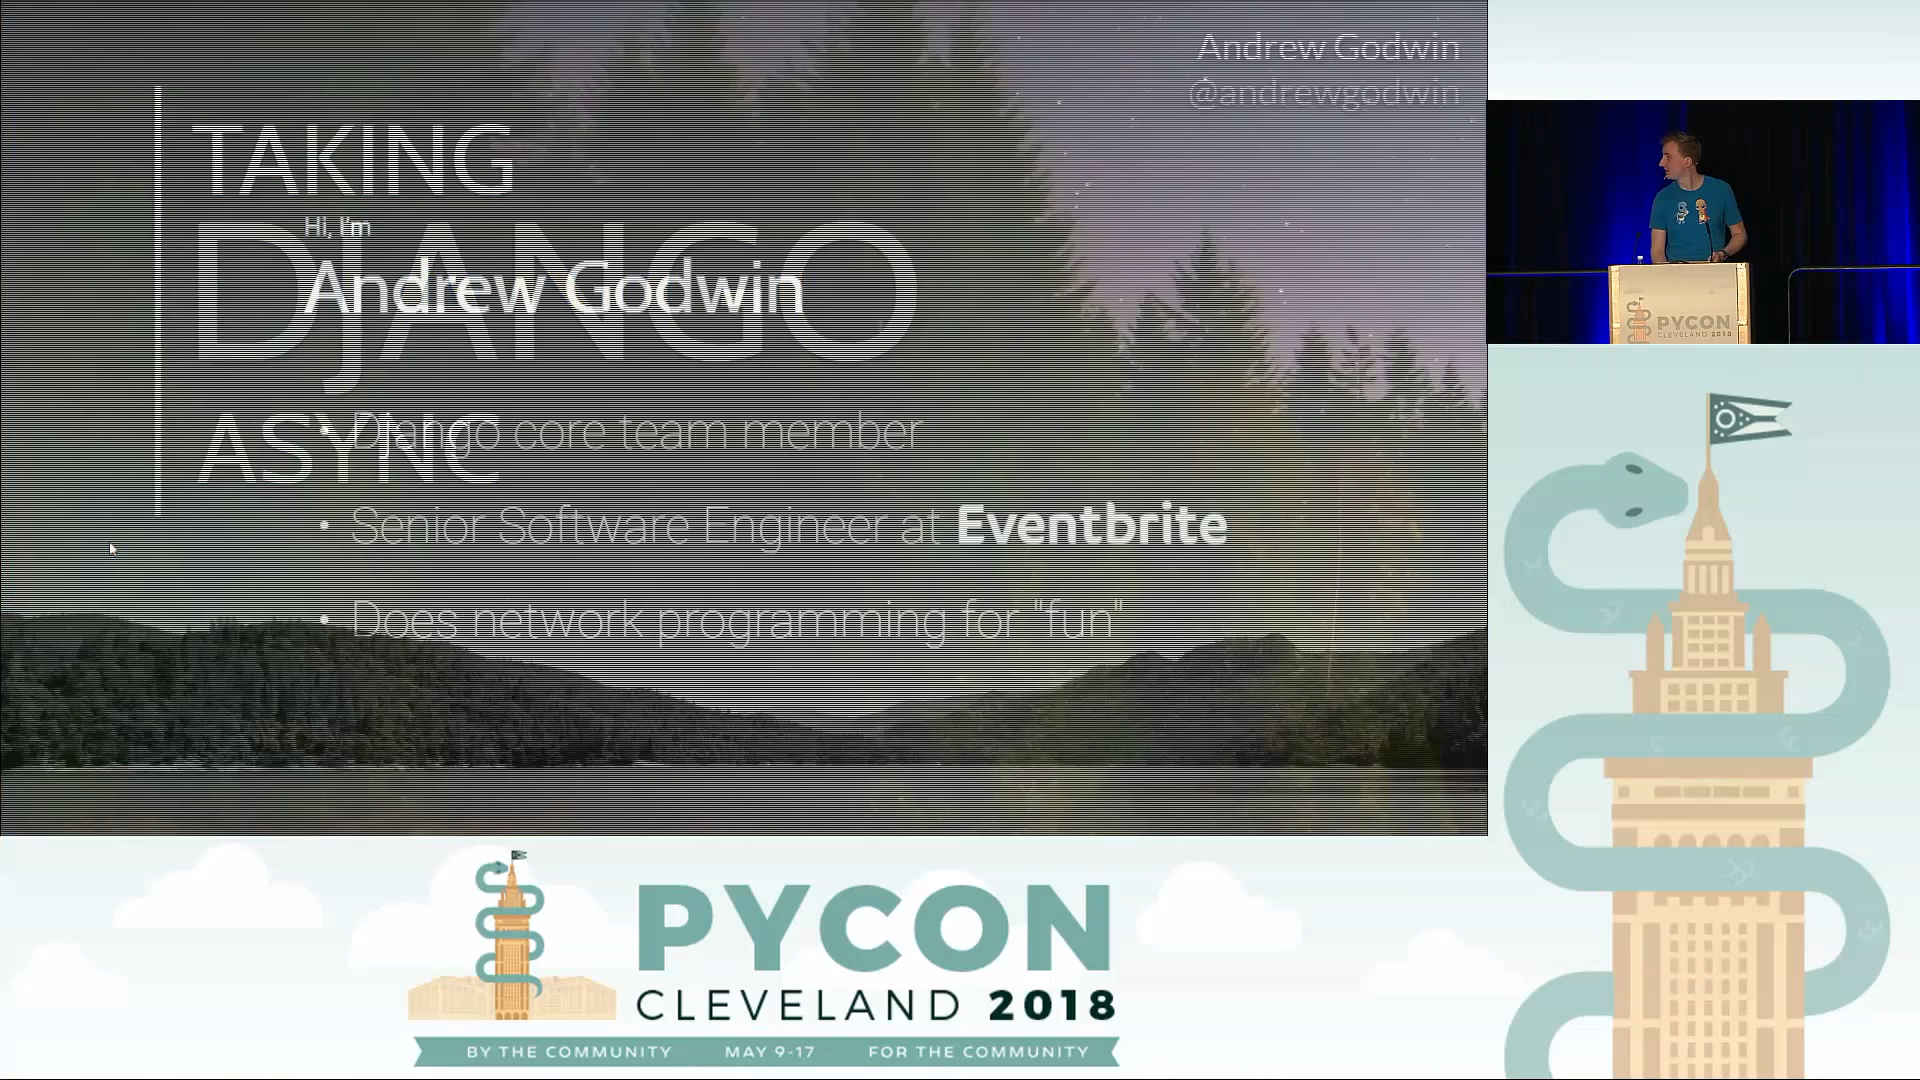 Andrew Godwin
@andrewgodwin
TAKING
DJANGO
ASYNC
Hi, I'm
Andrew Godwin
• Django core team member
• Senior Software Engineer at Eventbrite
• Does network programming for "fun"
PYCON
CLEVELAND 2018
PYCON
CLEVELAND 2018
BY THE COMMUNITY MAY 9-17 FOR THE COMMUNITY